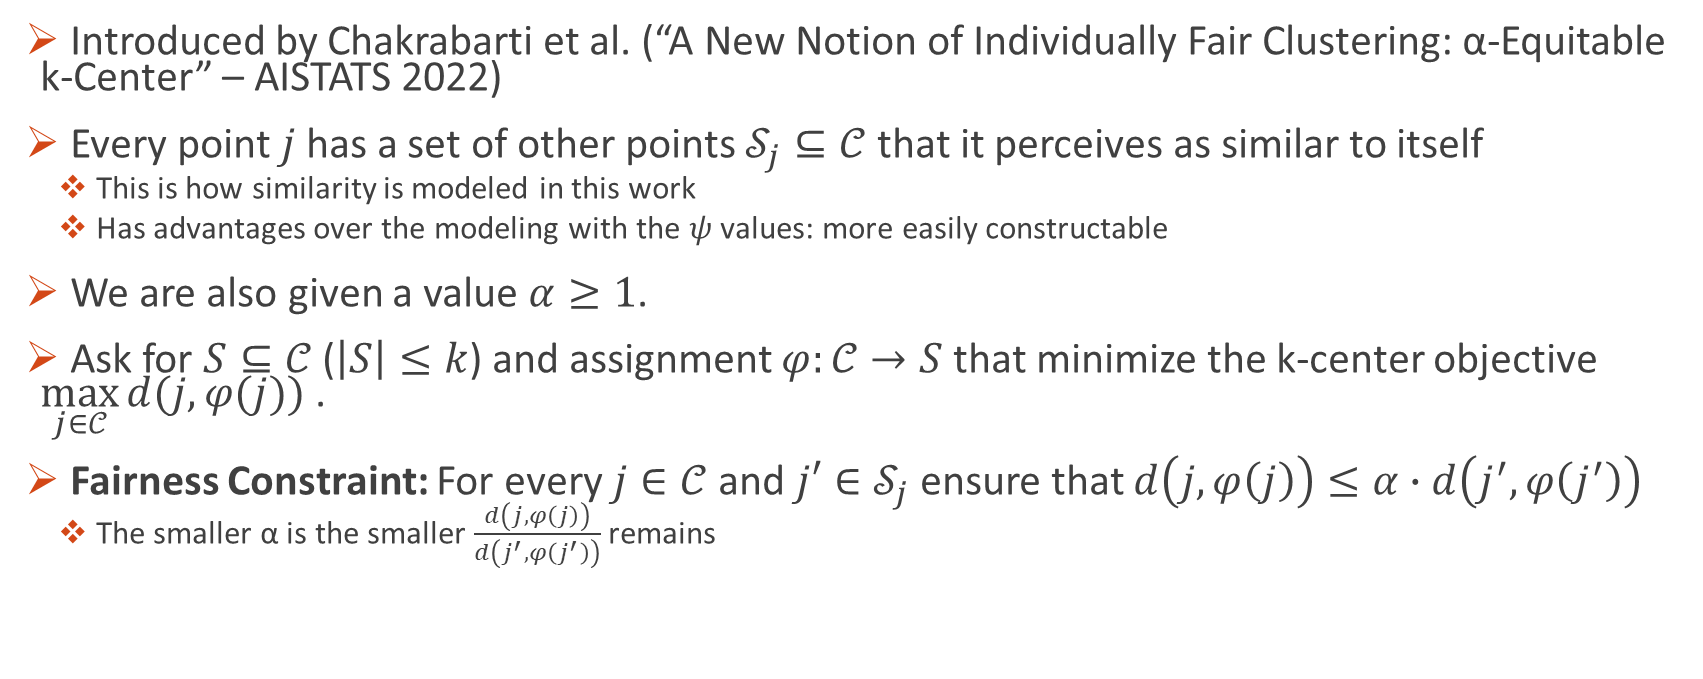 ➢ Introduced by Chakrabarti et al. (“A New Notion of Individually Fair Clustering: α-Equitable
k-Center” – AISTATS 2022)
➢ Every point 𝑗 has a set of other points 𝒮𝑗 ⊆ 𝒞 that it perceives as similar to itself
❖ This is how similarity is modeled in this work
❖ Has advantages over the modeling with the 𝜓 values: more easily constructable
➢ We are also given a value 𝛼 ≥ 1.
➢ Ask for 𝑆 ⊆ 𝒞 (|𝑆| ≤ 𝑘) and assignment 𝜑: 𝒞 → 𝑆 that minimize the k-center objective
max 𝑗∈𝒞 𝑑(𝑗, 𝜑(𝑗)) .
➢ Fairness Constraint: For every 𝑗 ∈ 𝒞 and 𝑗′ ∈ 𝒮𝑗 ensure that 𝑑(𝑗, 𝜑(𝑗)) ≤ 𝛼 · 𝑑(𝑗′, 𝜑(𝑗′))
❖ The smaller α is the smaller 𝑑(𝑗,𝜑(𝑗))/𝑑(𝑗′,𝜑(𝑗′)) remains